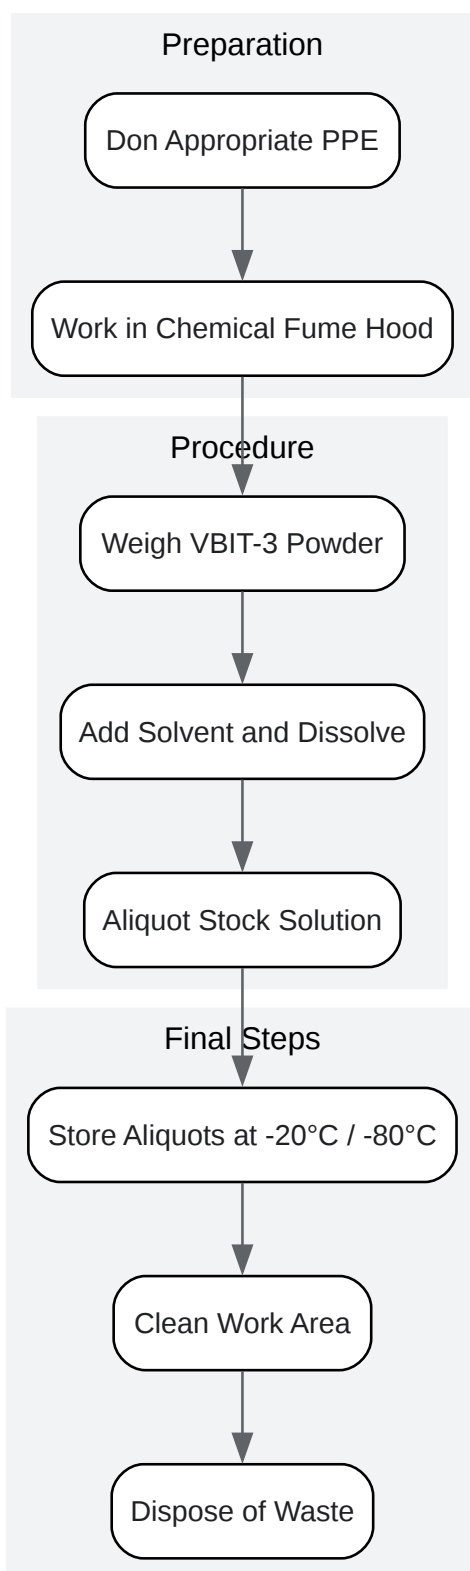 Preparation
Don Appropriate PPE
Work in Chemical Fume Hood
Procedure
Weigh VBIT-3 Powder
Add Solvent and Dissolve
Aliquot Stock Solution
Final Steps
Store Aliquots at -20°C / -80°C
Clean Work Area
Dispose of Waste